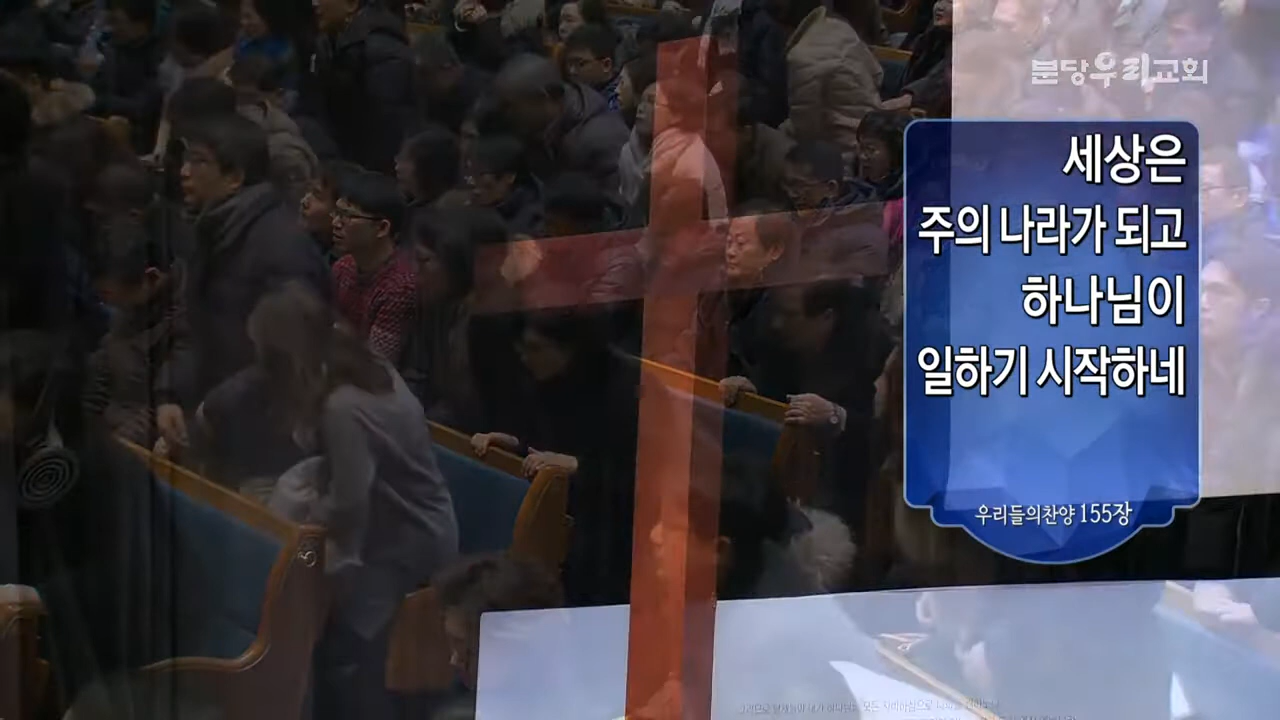 분당우리교회
세상은
주의 나라가 되고
하나님이
일하기 시작하네
우리들의찬양 155장